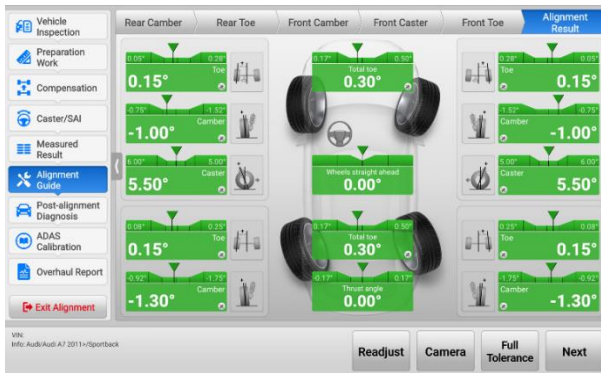 Vehicle
Inspection
Preparation
Work
Compensation
Caster/SAI
Measured
Result
Alignment
Guide
Post-alignment
Diagnosis
ADAS
Calibration
Overhaul Report
Exit Alignment
Rear Camber
Rear Toe
Front Camber
Front Caster
Front Toe
Alignment
Result
0.05° 0.28°
Toe
0.15°
-0.75° -1.52°
Camber
-1.00°
6.00° 5.00°
Caster
5.50°
0.08° 0.25°
Toe
0.15°
-0.92° -1.75°
Camber
-1.30°
0.17° 0.50°
Total toe
0.30°
Wheels straight ahead
0.00°
0.17° 0.50°
Total toe
0.30°
-0.17° 0.17°
Thrust angle
0.00°
0.28° 0.05°
Toe
0.15°
-1.52° -0.75°
Camber
-1.00°
5.00° 6.00°
Caster
5.50°
0.25° 0.08°
Toe
0.15°
-1.75° -0.92°
Camber
-1.30°
VIN:
Info: Audi/Audi A7 2011>/Sportback
Readjust
Camera
Full
Tolerance
Next